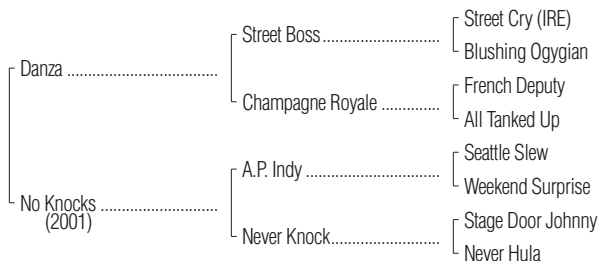 Street Cry (IRE)
Street Boss
Blushing Ogygian
Danza
French Deputy
Champagne Royale
All Tanked Up
Seattle Slew
A.P. Indy
Weekend Surprise
No Knocks
(2001)
Stage Door Johnny
Never Knock
Never Hula